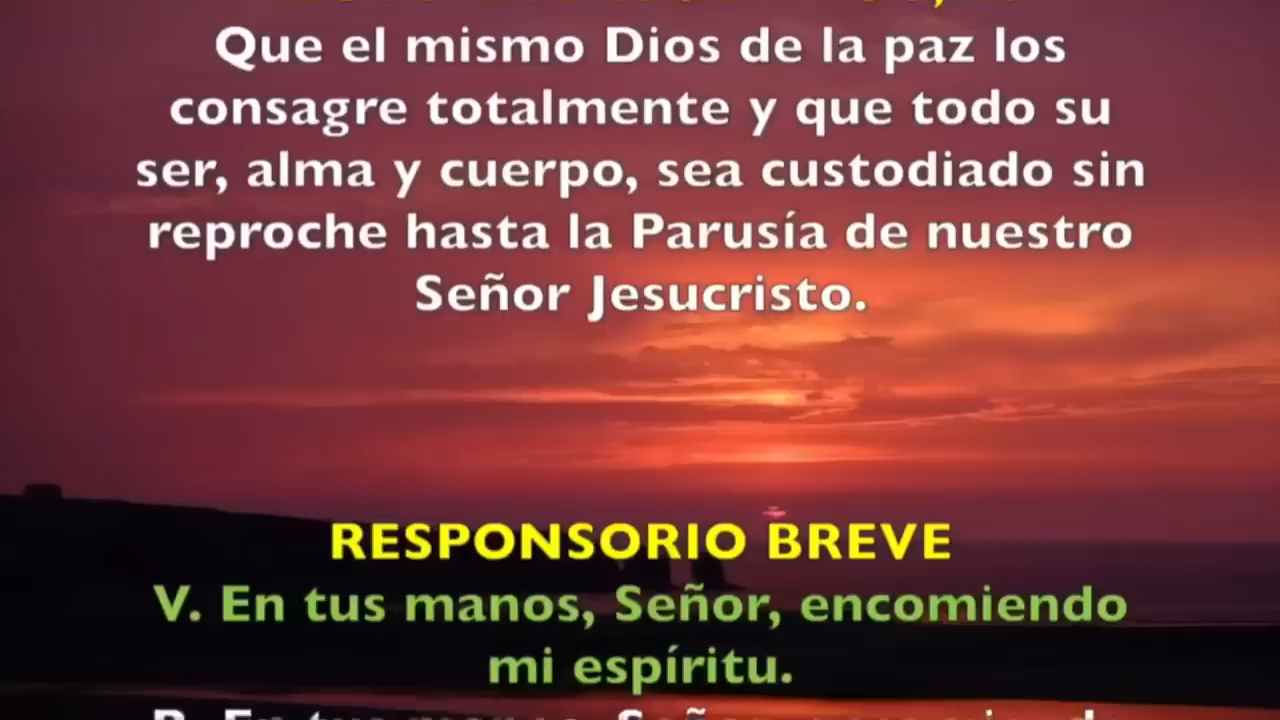 Que el mismo Dios de la paz los
consagre totalmente y que todo su
ser, alma y cuerpo, sea custodiado sin
reproche hasta la Parusía de nuestro
Señor Jesucristo.
RESPONSORIO BREVE
V. En tus manos, Señor, encomiendo
mi espíritu.